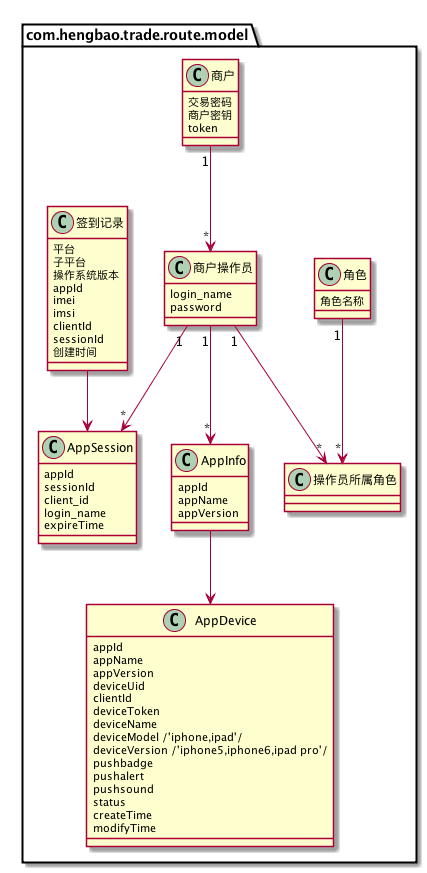 com.hengbao.trade.route.model
C 商户
交易密码
商户密钥
token
1
*
C 签到记录
平台
子平台
操作系统版本
appId
imei
imsi
clientId
sessionId
创建时间
C 商户操作员
login_name
password
C 角色
角色名称
1
1
1
1
*
*
*
*
C AppSession
appId
sessionId
client_id
login_name
expireTime
C AppInfo
appId
appName
appVersion
C 操作员所属角色
C AppDevice
appId
appName
appVersion
deviceUid
clientId
deviceToken
deviceName
deviceModel /'iphone,ipad'/
deviceVersion /'iphone5,iphone6,ipad pro'/
pushbadge
pushalert
pushsound
status
createTime
modifyTime